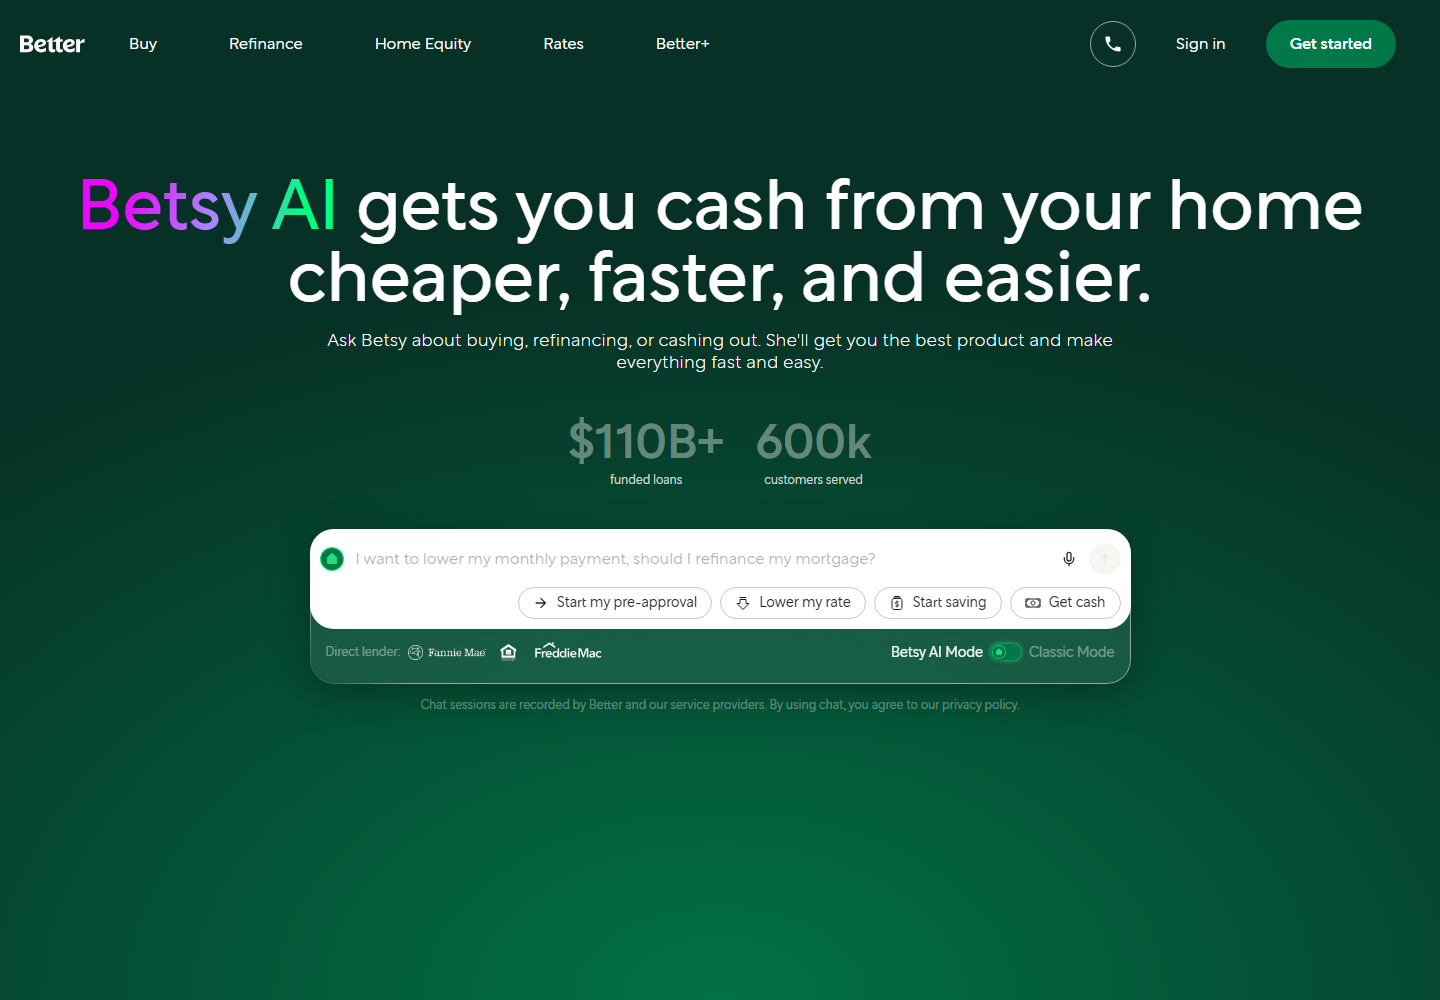 Better
Buy
Refinance
Home Equity
Rates
Better+
Sign in
Get started
Betsy AI gets you cash from your home
cheaper, faster, and easier.
Ask Betsy about buying, refinancing, or cashing out. She'll get you the best product and make
everything fast and easy.
$110B+
funded loans
600k
customers served
I want to lower my monthly payment, should I refinance my mortgage?
Start my pre-approval
Lower my rate
Start saving
Get cash
Direct lender:
Fannie Mae
FreddieMac
Betsy AI Mode
Classic Mode
Chat sessions are recorded by Better and our service providers. By using chat, you agree to our privacy policy.